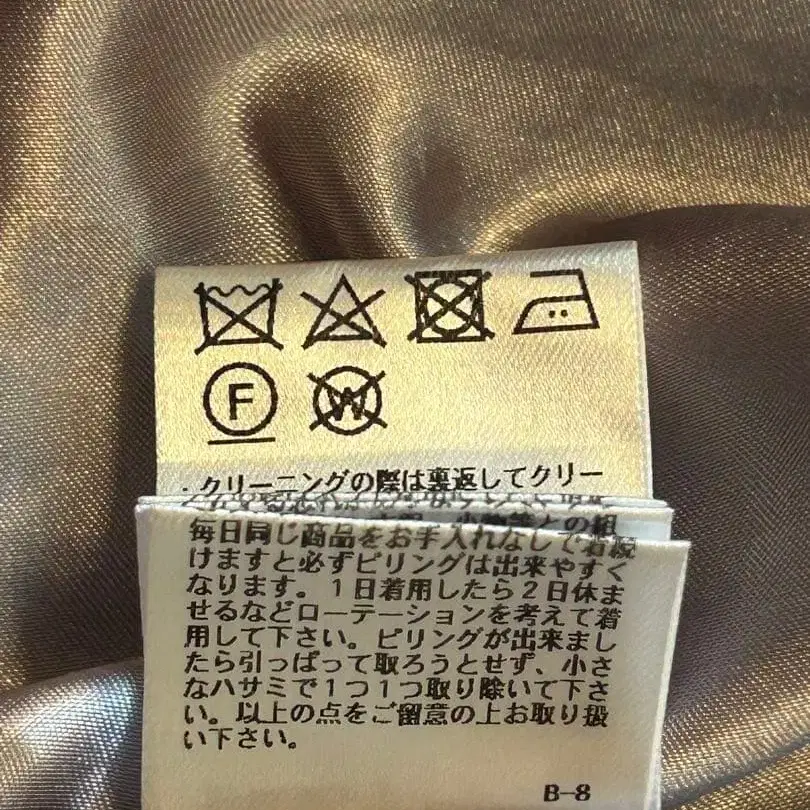 F
W
・クリーニングの際は裏返してクリー
毎日同じ商品をお手入れなしで着続
けますと必ずピリングは出来やすく
なります。1日着用したら2日休ま
せるなどローテーションを考えて着
用して下さい。ピリングが出来まし
たら引っぱって取ろうとせず、小さ
なハサミで1つ1つ取り除いて下さ
い。以上の点をご留意の上お取り扱
い下さい。
B-8